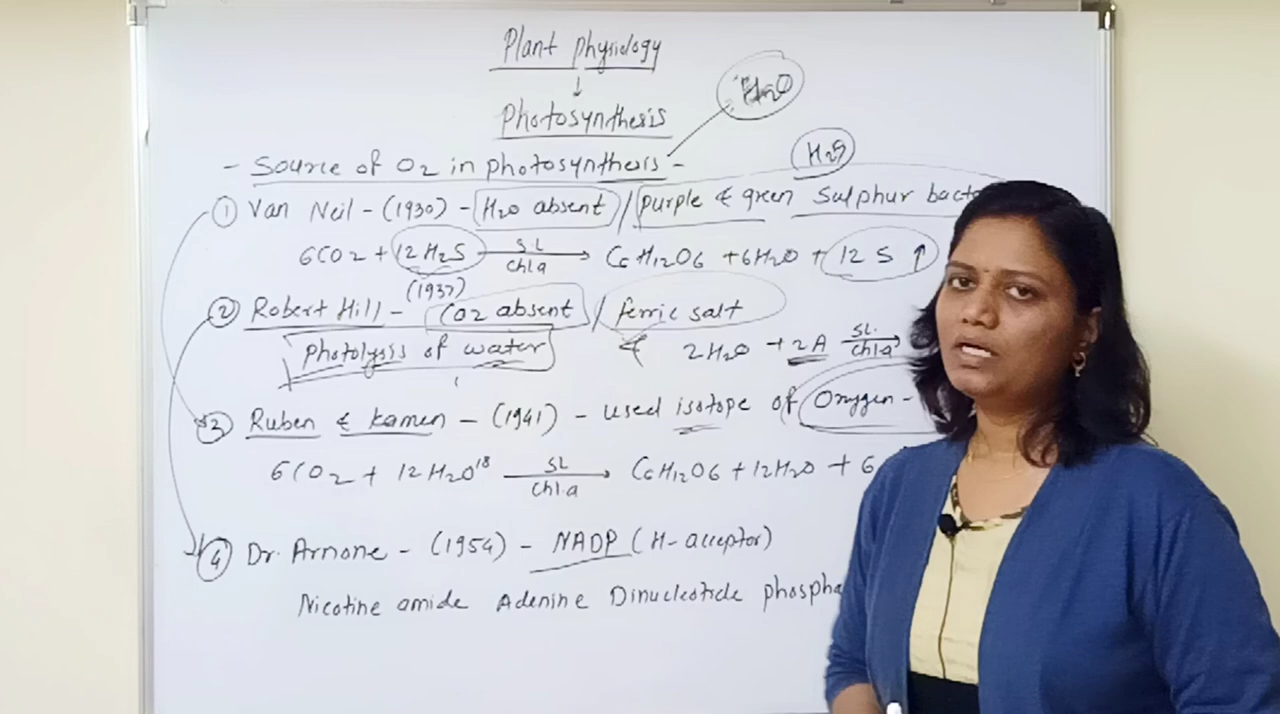 Plant physiology
↓
Photosynthesis
H2O
- Source of O2 in photosynthesis -
H2S
① Van Neil - (1930) - H2O absent / purple & green Sulphur bacte
6CO2 + 12H2S SL Chl a → C6H12O6 + 6H2O + 12 S ↑
(1937)
② Robert Hill - CO2 absent / ferric salt
Photolysis of water 2H2O + 2A SL. Chl a →
③ Ruben & Kamen - (1941) - used isotope of Oxygen -
6CO2 + 12H2O18 SL Chl.a → C6H12O6 + 12H2O + 6
④ Dr. Arnone - (1954) - NADP (H-acceptor)
Nicotine amide Adenine Dinucleotide phospha